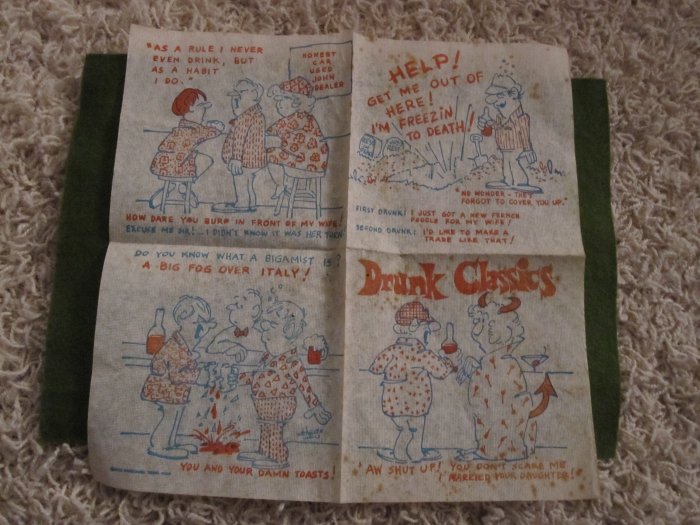 "AS A RULE I NEVER
EVEN DRINK, BUT
AS A HABIT
I DO."
HONEST
CAR
USED
JOHN
DEALER
HOW DARE YOU BURP IN FRONT OF MY WIFE!
EXCUSE ME SIR!...I DIDN'T KNOW IT WAS HER TURN
HELP!
GET ME OUT OF
HERE!
I'M FREEZIN
TO DEATH!
"NO WONDER - THEY
FORGOT TO COVER YOU UP."
FIRST DRUNK: I JUST GOT A NEW FRENCH
POODLE FOR MY WIFE!
SECOND DRUNK: I'D LIKE TO MAKE A
TRADE LIKE THAT!
DO YOU KNOW WHAT A BIGAMIST IS?
A BIG FOG OVER ITALY!
YOU AND YOUR DAMN TOASTS!
Drunk Classics
'AW SHUT UP! YOU DON'T SCARE ME
I MARRIED YOUR DAUGHTER!